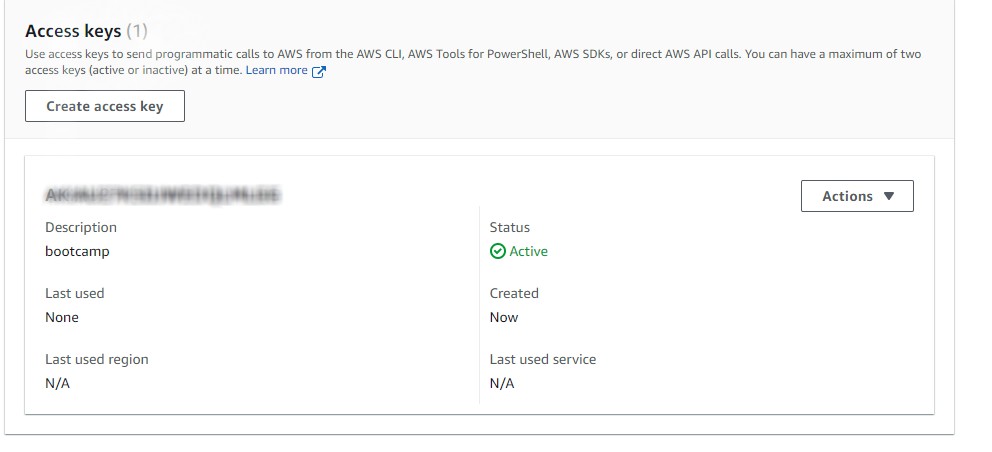 Access keys (1)
Use access keys to send programmatic calls to AWS from the AWS CLI, AWS Tools for PowerShell, AWS SDKs, or direct AWS API calls. You can have a maximum of two
access keys (active or inactive) at a time. Learn more
Create access key
Actions
Description
bootcamp
Status
Active
Last used
None
Created
Now
Last used region
N/A
Last used service
N/A